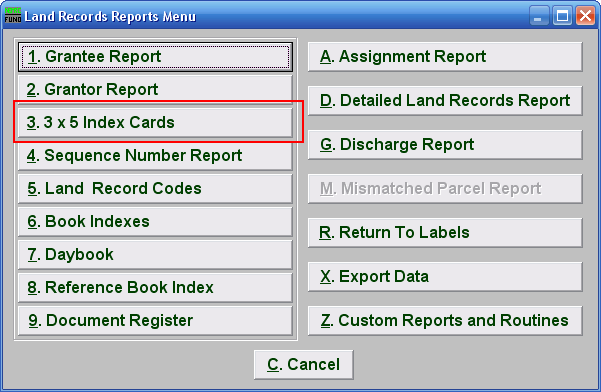 Land Records Reports Menu
1. Grantee Report
2. Grantor Report
3. 3 x 5 Index Cards
4. Sequence Number Report
5. Land  Record Codes
6. Book Indexes
7. Daybook
8. Reference Book Index
9. Document Register
A. Assignment Report
D. Detailed Land Records Report
G. Discharge Report
M. Mismatched Parcel Report
R. Return To Labels
X. Export Data
Z. Custom Reports and Routines
C. Cancel